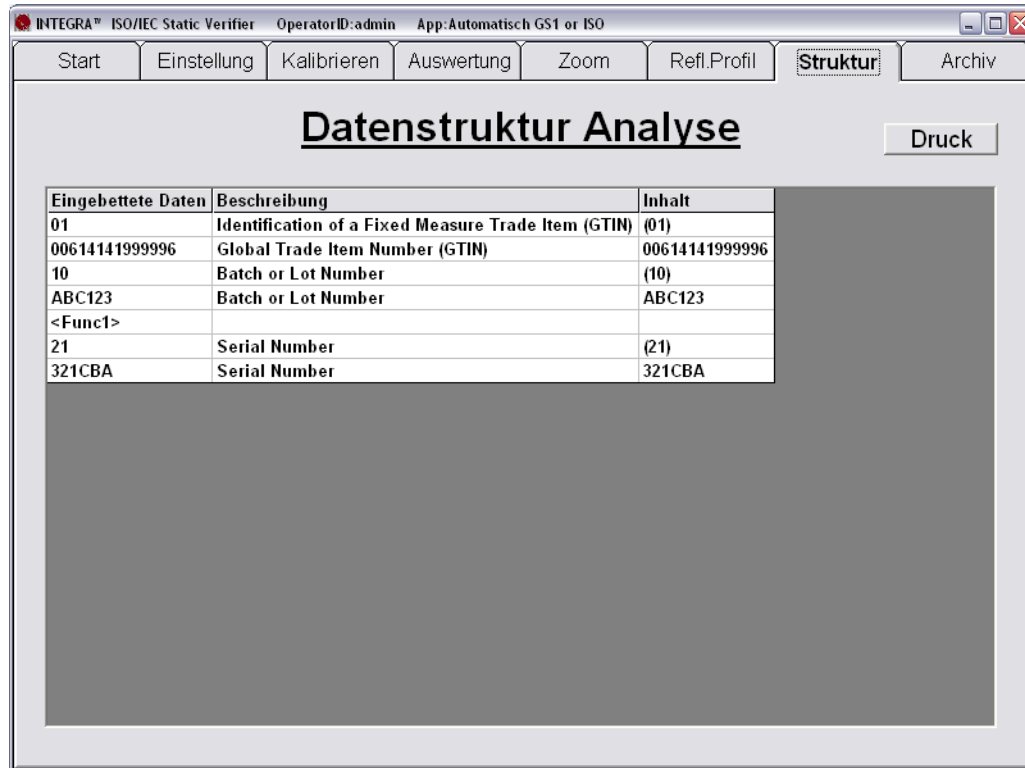 INTEGRA™ ISO/IEC Static Verifier OperatorID:admin App:Automatisch GS1 or ISO
Start Einstellung Kalibrieren Auswertung Zoom Refl.Profil Struktur Archiv
Datenstruktur Analyse
Druck
Eingebettete Daten Beschreibung Inhalt
01 Identification of a Fixed Measure Trade Item (GTIN) (01)
00614141999996 Global Trade Item Number (GTIN) 00614141999996
10 Batch or Lot Number (10)
ABC123 Batch or Lot Number ABC123
<Func1>
21 Serial Number (21)
321CBA Serial Number 321CBA